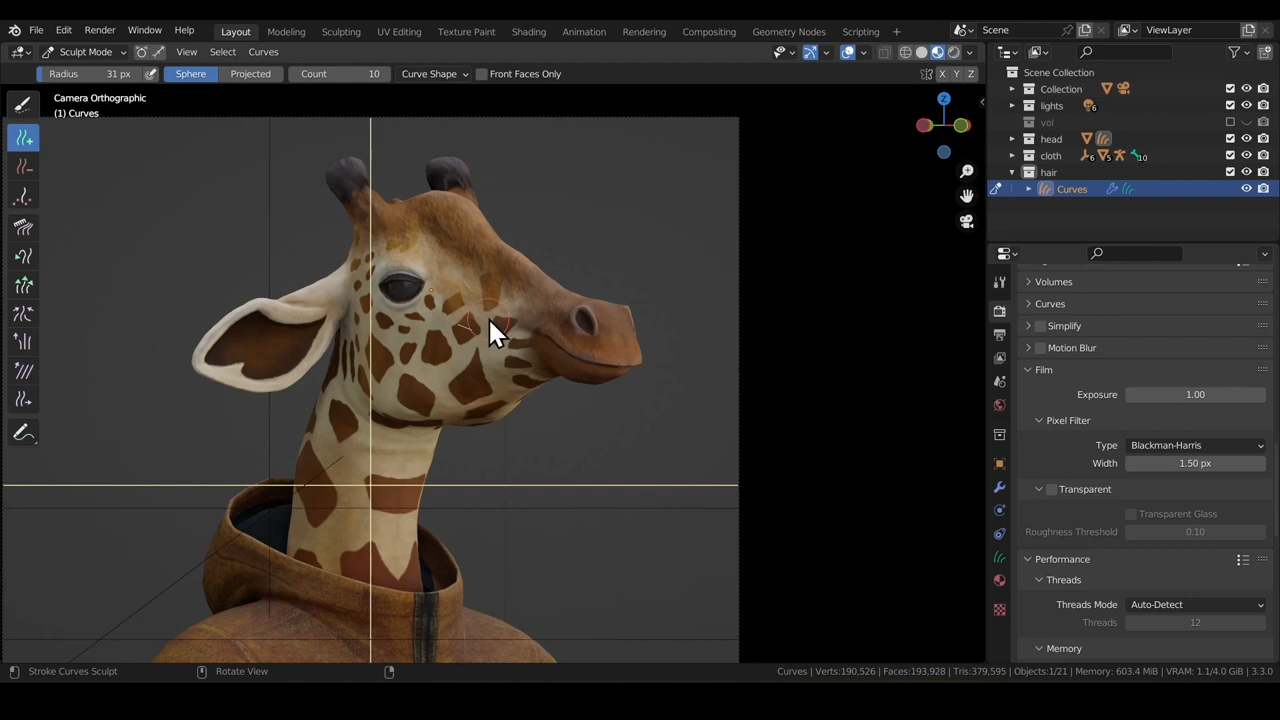 File Edit Render Window Help Layout Modeling Sculpting UV Editing Texture Paint Shading Animation Rendering Compositing Geometry Nodes Scripting + Scene ViewLayer
Sculpt Mode View Select Curves
Radius 31 px Sphere Projected Count 10 Curve Shape Front Faces Only X Y Z
Camera Orthographic
(1) Curves
Z
Scene Collection
Collection
lights 6
vol
head
cloth 6 5 10
hair
Curves
Volumes
Curves
Simplify
Motion Blur
Film
Exposure 1.00
Pixel Filter
Type Blackman-Harris
Width 1.50 px
Transparent
Transparent Glass
Roughness Threshold 0.10
Performance
Threads
Threads Mode Auto-Detect
Threads 12
Memory
Stroke Curves Sculpt Rotate View Curves | Verts:190,526 | Faces:193,928 | Tris:379,595 | Objects:1/21 | Memory: 603.4 MiB | VRAM: 1.1/4.0 GiB | 3.3.0